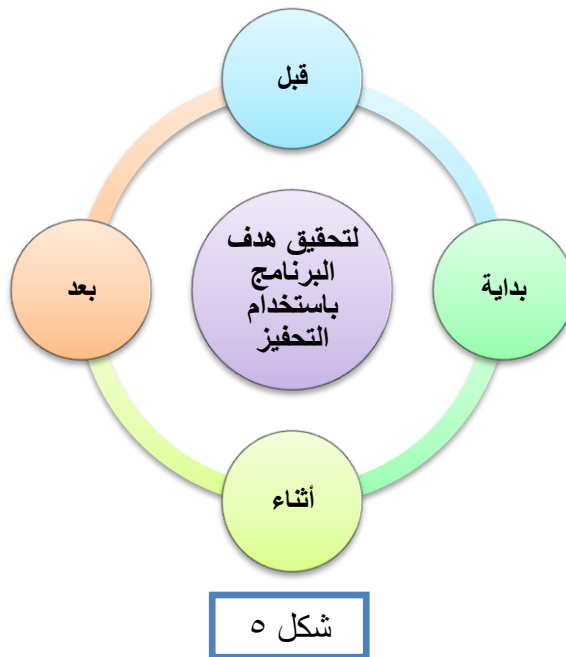 قبل
لتحقيق هدف
البرنامج
باستخدام
التحفيز
بداية
بعد
أثناء
شكل ٥